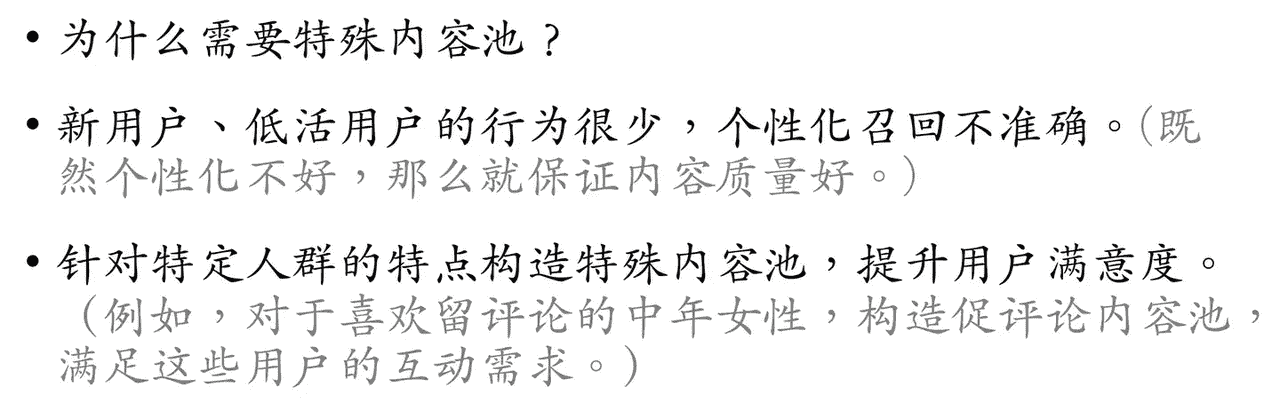 • 为什么需要特殊内容池？
• 新用户、低活用户的行为很少，个性化召回不准确。(既
然个性化不好，那么就保证内容质量好。)
• 针对特定人群的特点构造特殊内容池，提升用户满意度。
（例如，对于喜欢留评论的中年女性，构造促评论内容池，
满足这些用户的互动需求。)